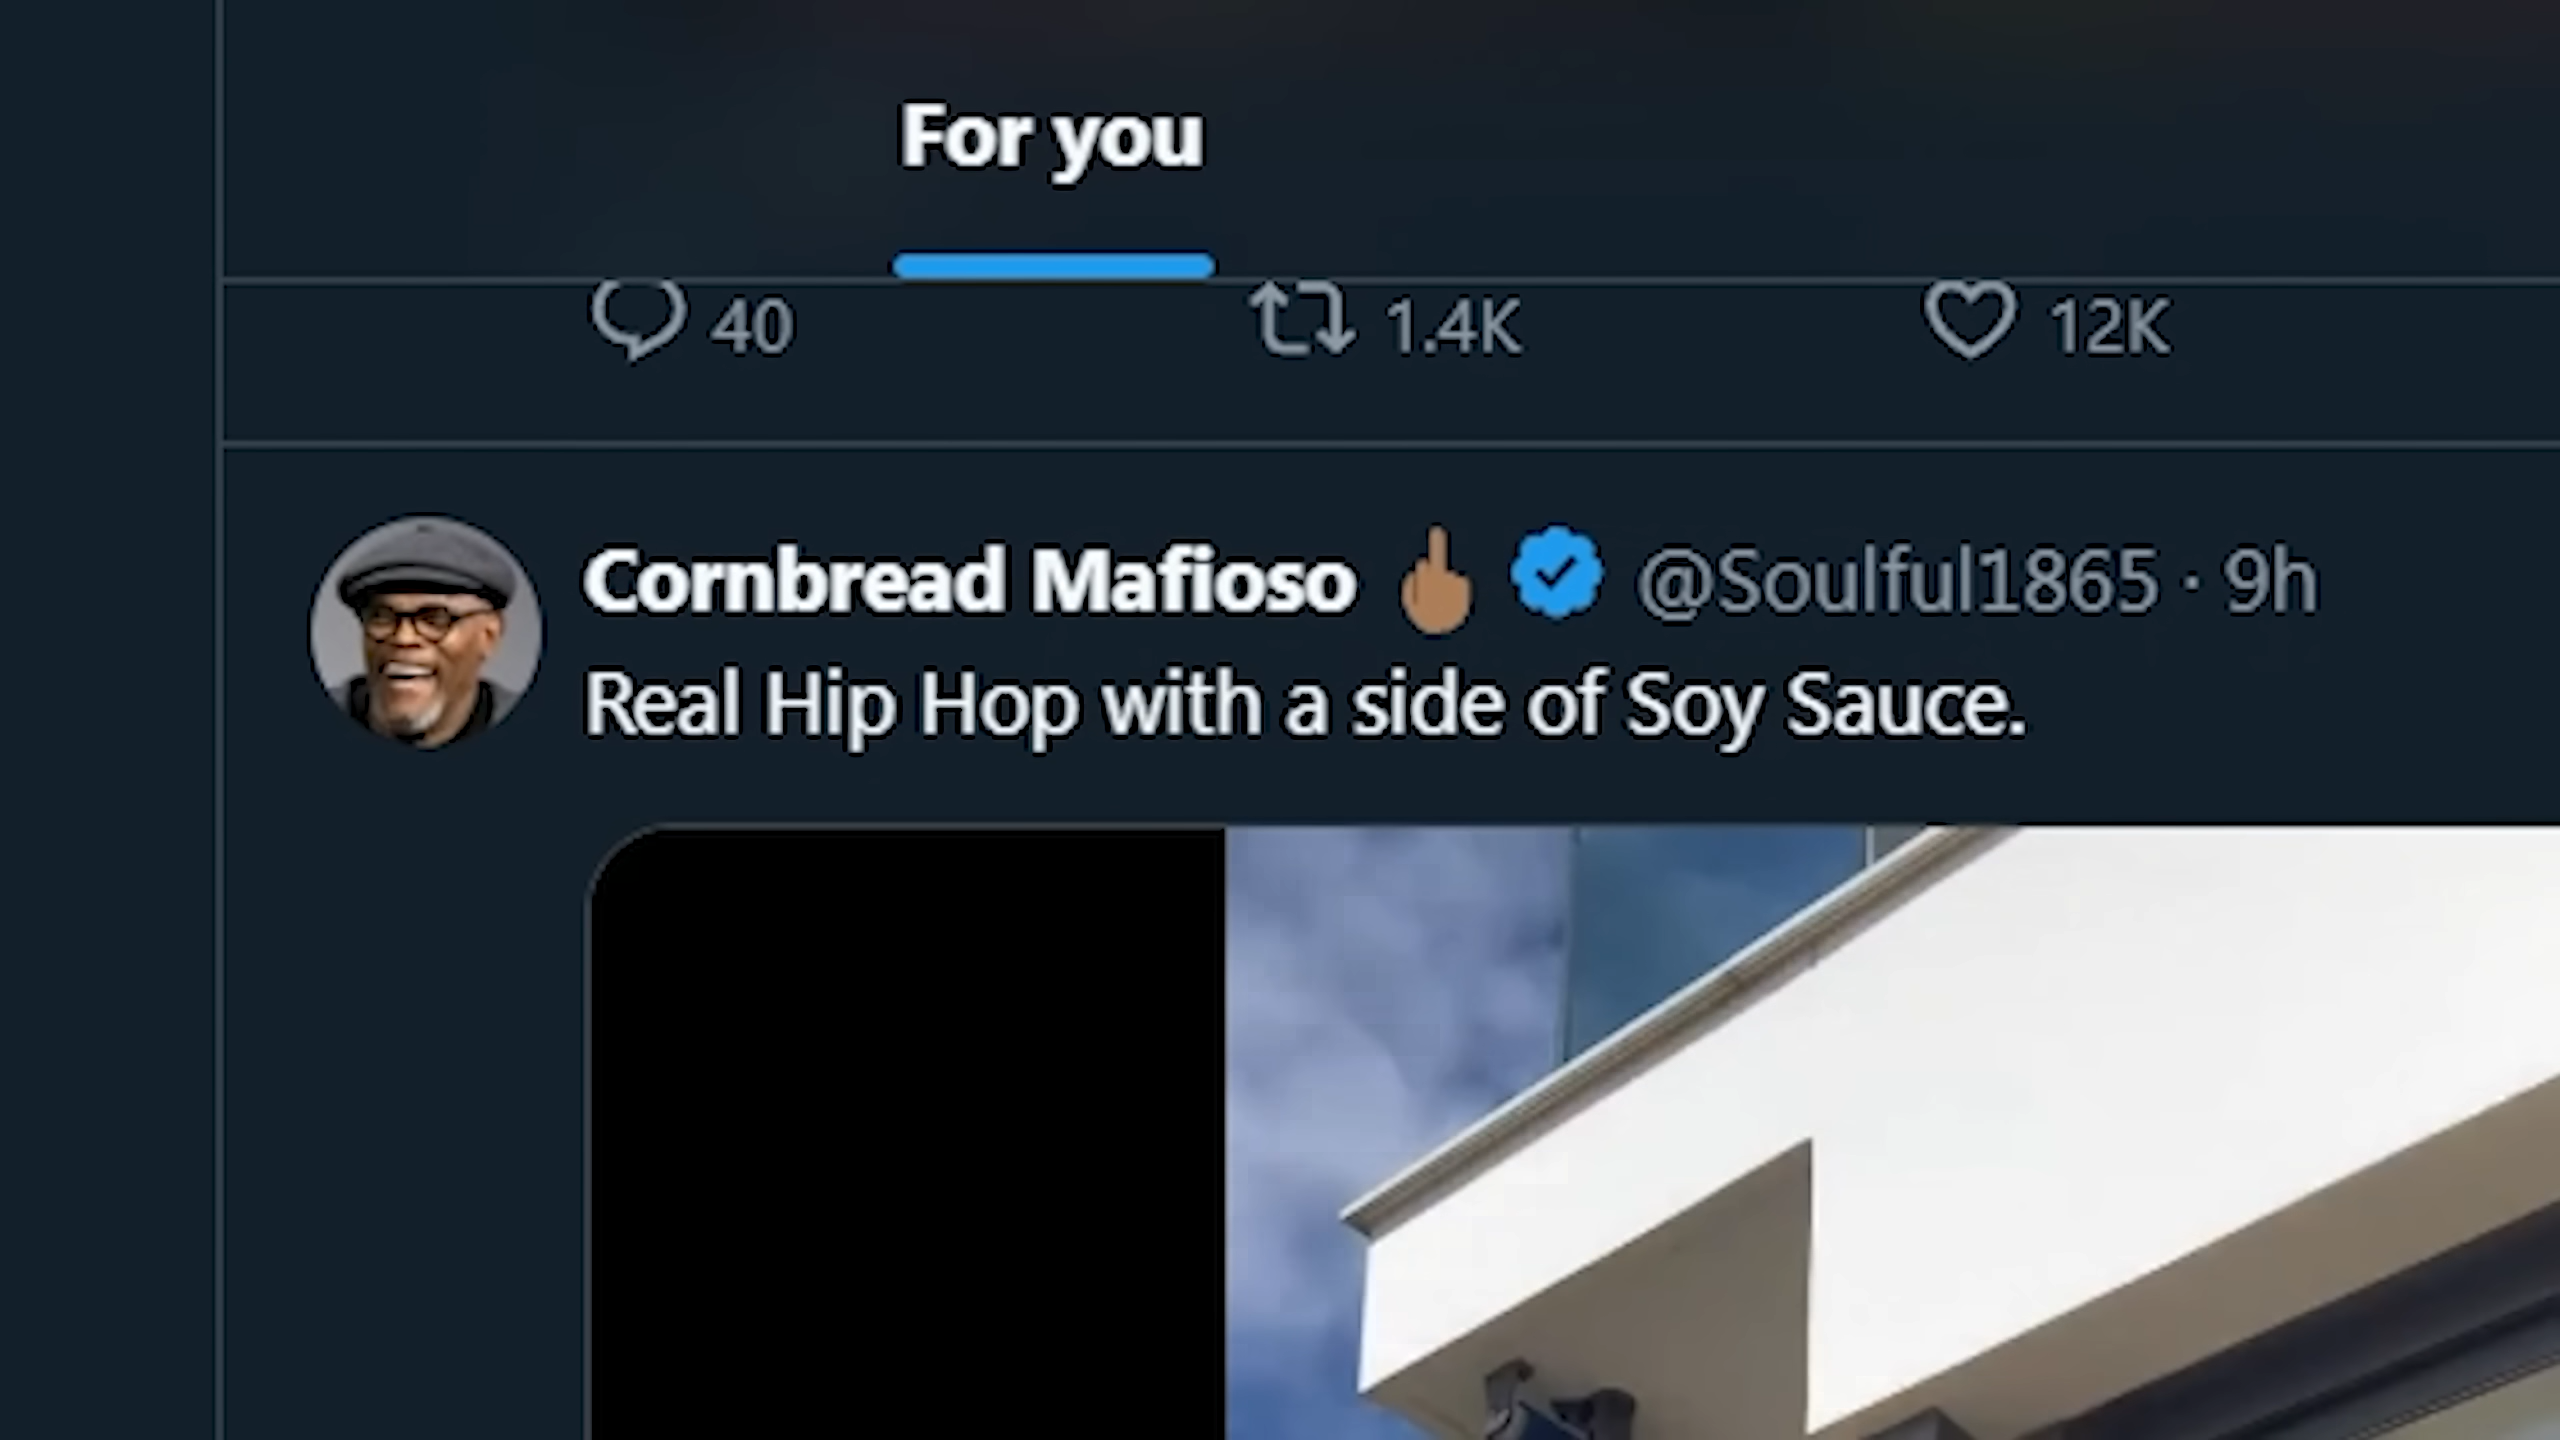 For you
40 1.4K 12K
Cornbread Mafioso 🖕🏾 @Soulful1865 · 9h
Real Hip Hop with a side of Soy Sauce.